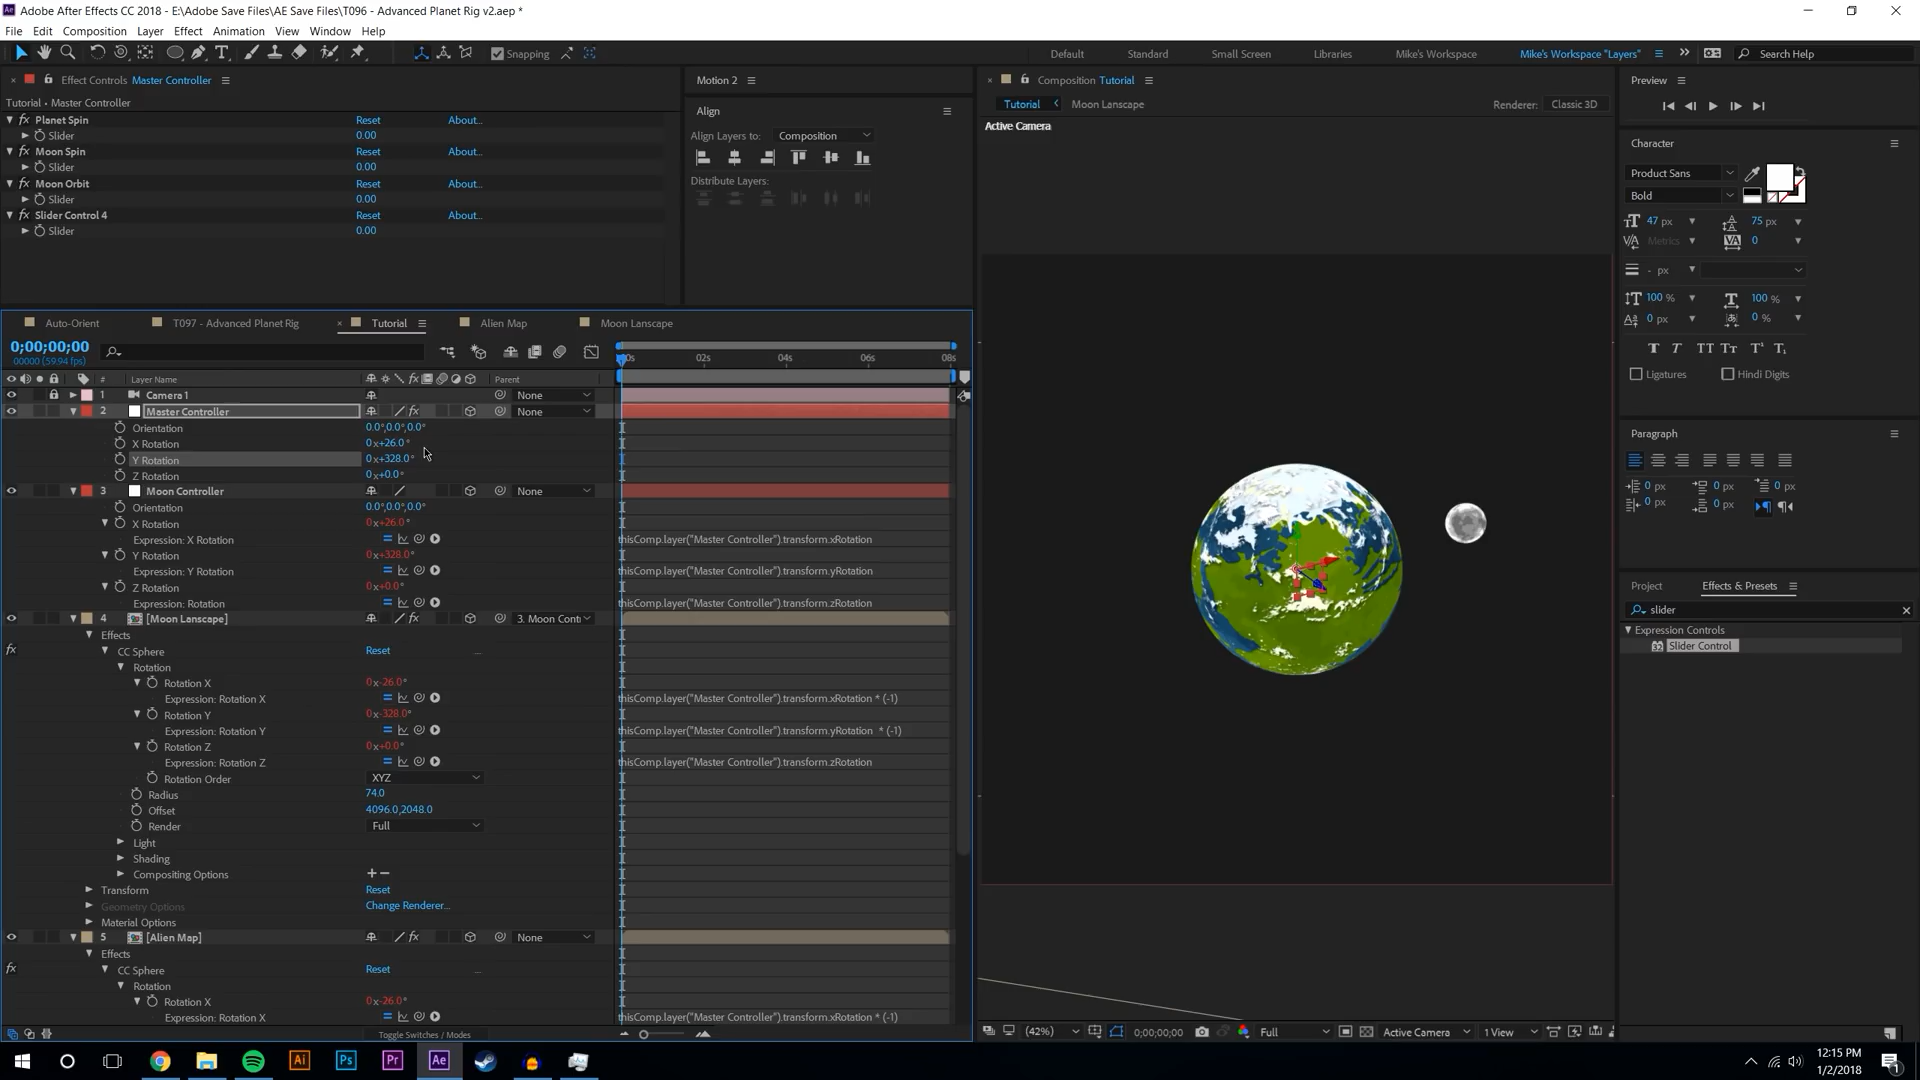 Adobe After Effects CC 2018 - E:\Adobe Save Files\AE Save Files\T096 - Advanced Planet Rig v2.aep *
File Edit Composition Layer Effect Animation View Window Help
Snapping
Default Standard Small Screen Libraries Mike's Workspace Mike's Workspace "Layers" Search Help
Effect Controls Master Controller
Tutorial • Master Controller
Planet Spin Reset About...
Slider 0.00
Moon Spin Reset About...
Slider 0.00
Moon Orbit Reset About...
Slider 0.00
Slider Control 4 Reset About...
Slider 0.00
Motion 2
Align
Align Layers to: Composition
Distribute Layers:
Composition Tutorial
Tutorial Moon Lanscape
Renderer: Classic 3D
Active Camera
Preview
Character
Product Sans
Bold
47 px 75 px
Metrics 0
- px
100 % 100 %
0 px 0 %
Ligatures Hindi Digits
Paragraph
0 px 0 px 0 px
0 px 0 px
Project Effects & Presets
slider
Expression Controls
Slider Control
Auto-Orient T097 - Advanced Planet Rig Tutorial Alien Map Moon Lanscape
0;00;00;00
00000 (59.94 fps)
00s 02s 04s 06s 08s
# Layer Name Parent
1 Camera 1 None
2 Master Controller None
Orientation 0.0°,0.0°,0.0°
X Rotation 0x+26.0°
Y Rotation 0x+328.0°
Z Rotation 0x+0.0°
3 Moon Controller None
Orientation 0.0°,0.0°,0.0°
X Rotation 0x+26.0°
Expression: X Rotation thisComp.layer("Master Controller").transform.xRotation
Y Rotation 0x+328.0°
Expression: Y Rotation thisComp.layer("Master Controller").transform.yRotation
Z Rotation 0x+0.0°
Expression: Rotation thisComp.layer("Master Controller").transform.zRotation
4 [Moon Lanscape] 3. Moon Cont
Effects
CC Sphere Reset
Rotation
Rotation X 0x-26.0°
Expression: Rotation X thisComp.layer("Master Controller").transform.xRotation * (-1)
Rotation Y 0x-328.0°
Expression: Rotation Y thisComp.layer("Master Controller").transform.yRotation * (-1)
Rotation Z 0x+0.0°
Expression: Rotation Z thisComp.layer("Master Controller").transform.zRotation
Rotation Order XYZ
Radius 74.0
Offset 4096.0,2048.0
Render Full
Light
Shading
Compositing Options
Transform Reset
Geometry Options Change Renderer...
Material Options
5 [Alien Map] None
Effects
CC Sphere Reset
Rotation
Rotation X 0x-26.0°
Expression: Rotation X thisComp.layer("Master Controller").transform.xRotation * (-1)
Toggle Switches / Modes
(42%) 0;00;00;00 Full Active Camera 1 View
12:15 PM
1/2/2018